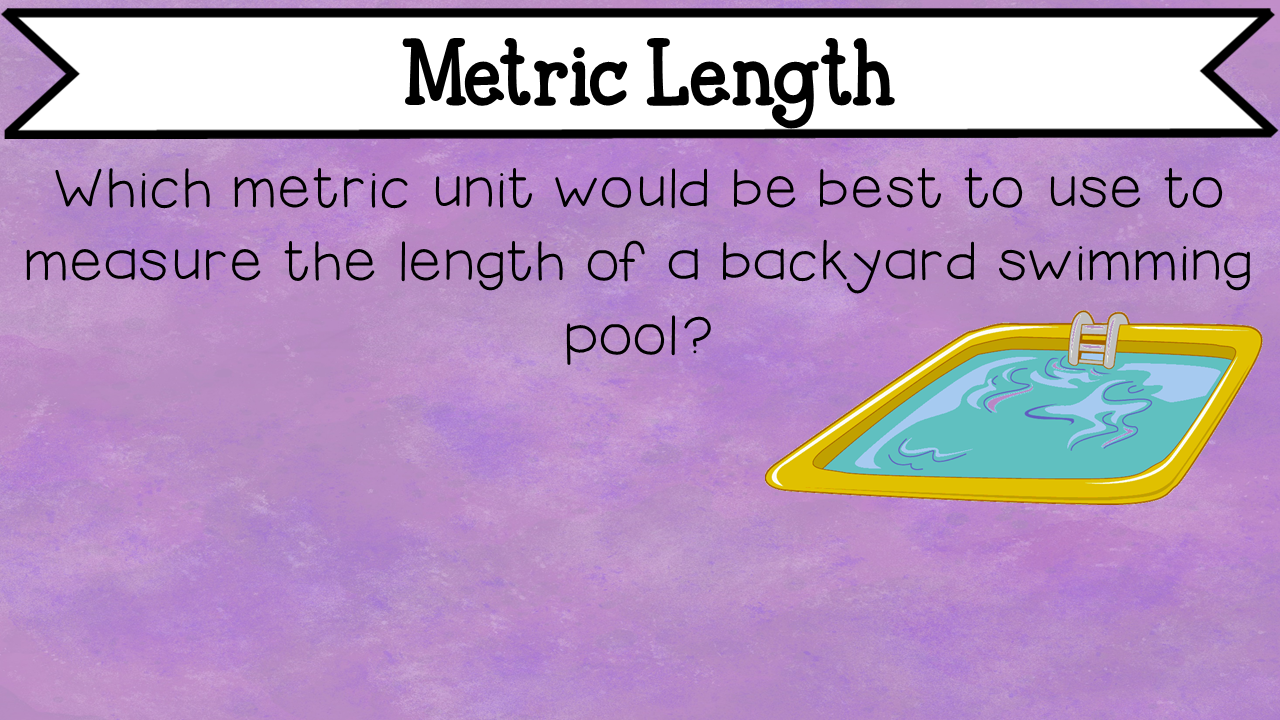 Metric Length
Which metric unit would be best to use to
measure the length of a backyard swimming
pool?